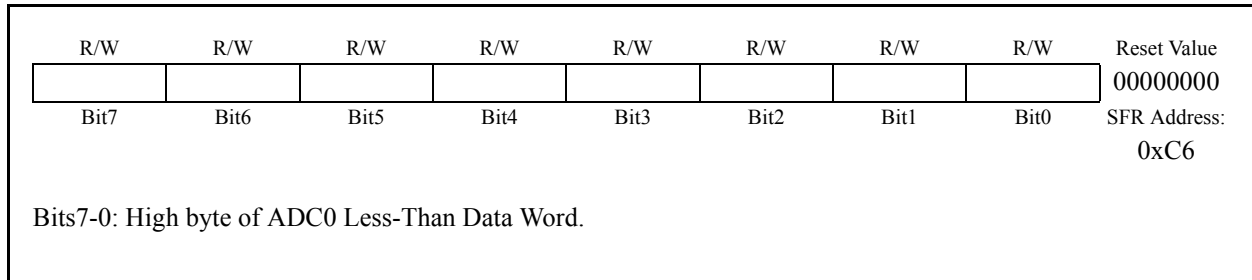 R/W R/W R/W R/W R/W R/W R/W R/W Reset Value
00000000
Bit7 Bit6 Bit5 Bit4 Bit3 Bit2 Bit1 Bit0 SFR Address:
0xC6
Bits7-0: High byte of ADC0 Less-Than Data Word.